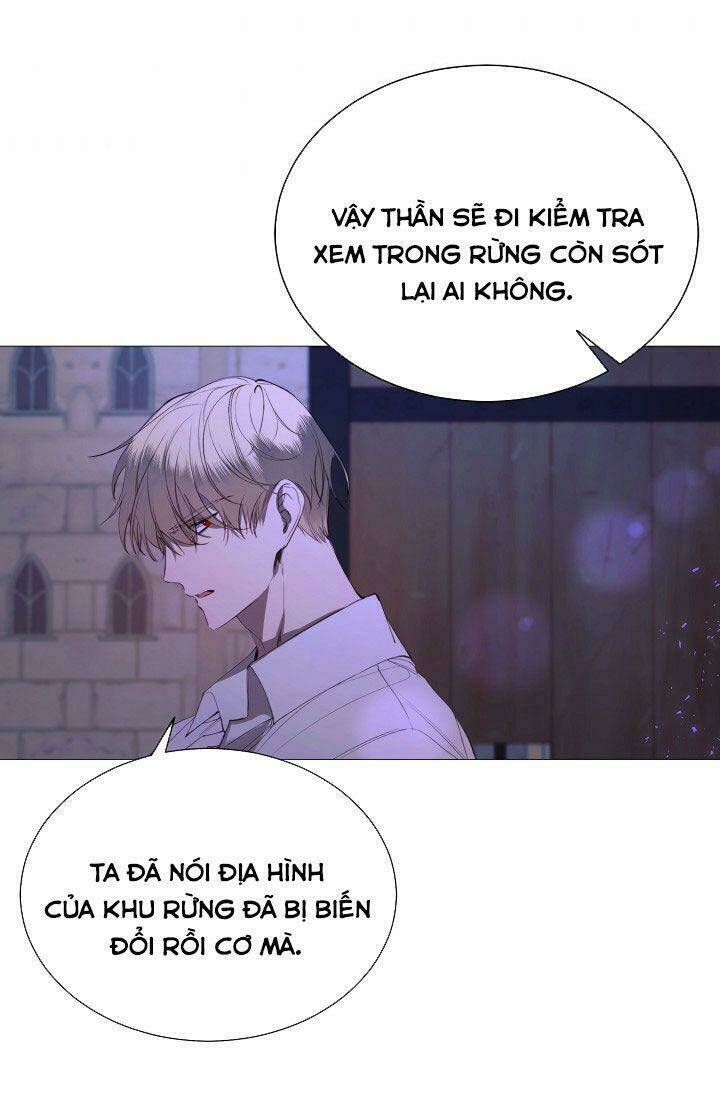 VẬY THẦN SẼ ĐI KIỂM TRA
XEM TRONG RỪNG CÒN SÓT
LẠI AI KHÔNG.
TA ĐÃ NÓI ĐỊA HÌNH
CỦA KHU RỪNG ĐÃ BỊ BIẾN
ĐỔI RỒI CƠ MÀ.